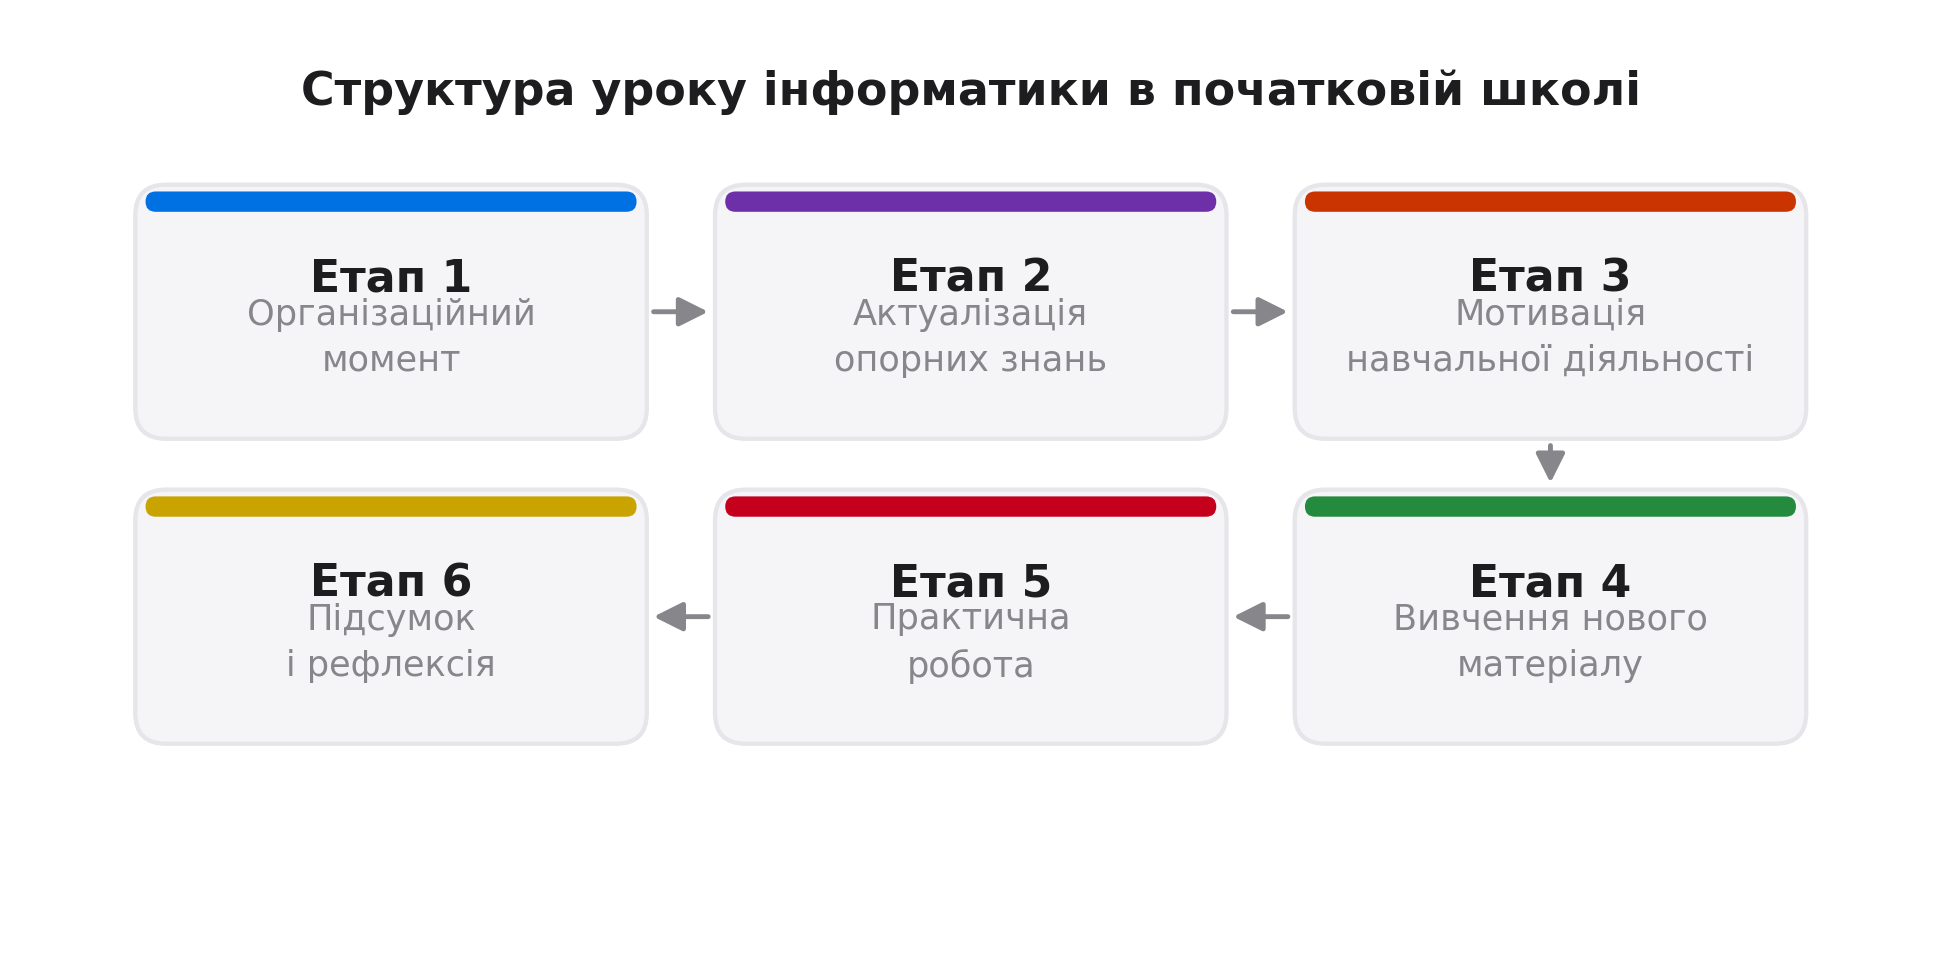 Структура уроку інформатики в початковій школі
Етап 1
Організаційний
момент
Етап 2
Актуалізація
опорних знань
Етап 3
Мотивація
навчальної діяльності
Етап 4
Вивчення нового
матеріалу
Етап 5
Практична
робота
Етап 6
Підсумок
і рефлексія